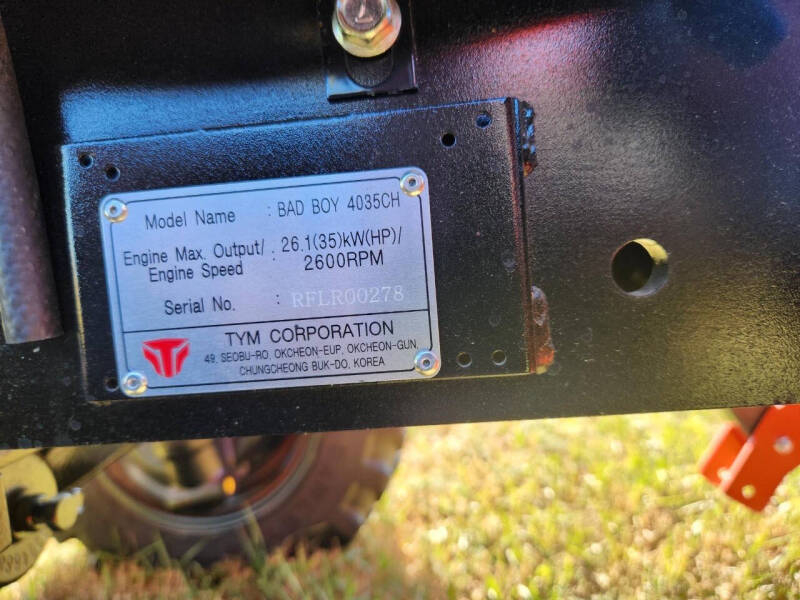 Model Name : BAD BOY 4035CH
Engine Max. Output/ : 26.1(35)kW(HP)/
Engine Speed 2600RPM
Serial No. : RFLR00278
TYM CORPORATION
49, SEOBU-RO, OKCHEON-EUP, OKCHEON-GUN,
CHUNGCHEONG BUK-DO, KOREA